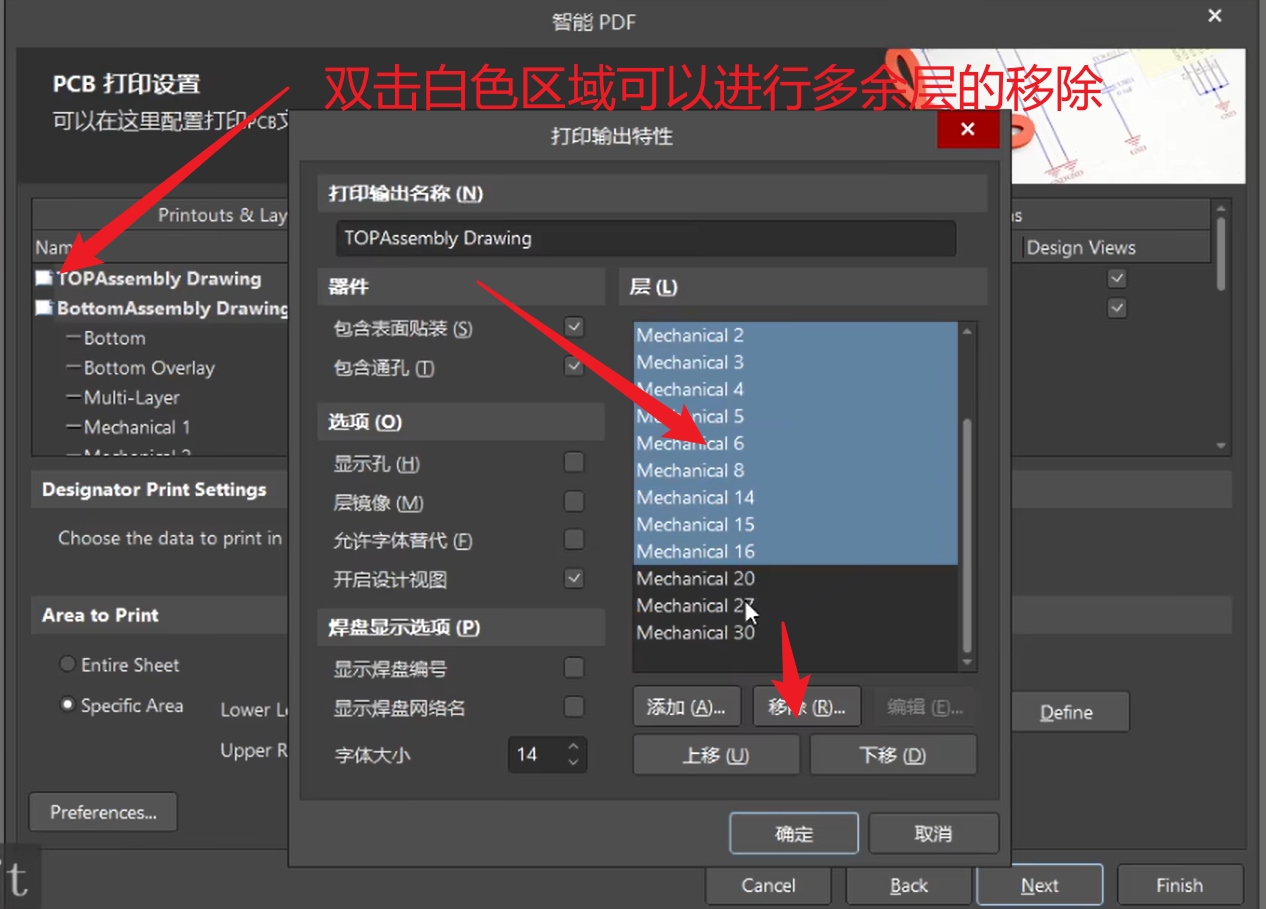 智能 PDF
PCB 打印设置
双击白色区域可以进行多余层的移除
可以在这里配置打印PCB文
打印输出特性
打印输出名称 (N)
TOPAssembly Drawing
Printouts & Lay
Name
Design Views
TOPAssembly Drawing
BottomAssembly Drawing
Bottom
Bottom Overlay
Multi-Layer
Mechanical 1
Designator Print Settings
Choose the data to print in
Area to Print
Entire Sheet
Specific Area
Lower L
Upper R
Define
Preferences...
器件
包含表面贴装 (S)
包含通孔 (T)
选项 (O)
显示孔 (H)
层镜像 (M)
允许字体替代 (F)
开启设计视图
焊盘显示选项 (P)
显示焊盘编号
显示焊盘网络名
字体大小
14
层 (L)
Mechanical 2
Mechanical 3
Mechanical 4
Mechanical 5
Mechanical 6
Mechanical 8
Mechanical 14
Mechanical 15
Mechanical 16
Mechanical 20
Mechanical 27
Mechanical 30
添加 (A)...
移除 (R)...
编辑 (E)...
上移 (U)
下移 (D)
确定
取消
Cancel
Back
Next
Finish